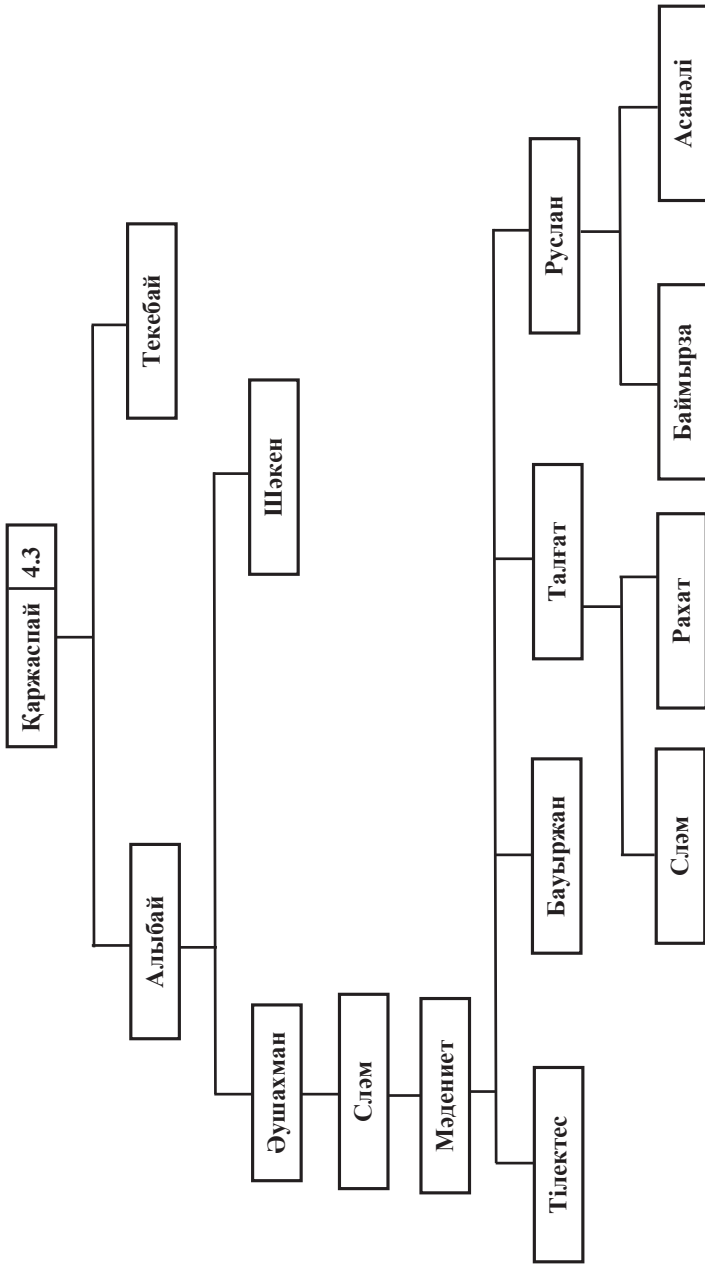 Қаржаспай 4.3
Алыбай
Текебай
Әушахман
Шәкен
Сләм
Мәдениет
Тілектес
Бауыржан
Талғат
Руслан
Сләм
Рахат
Баймырза
Асанәлі